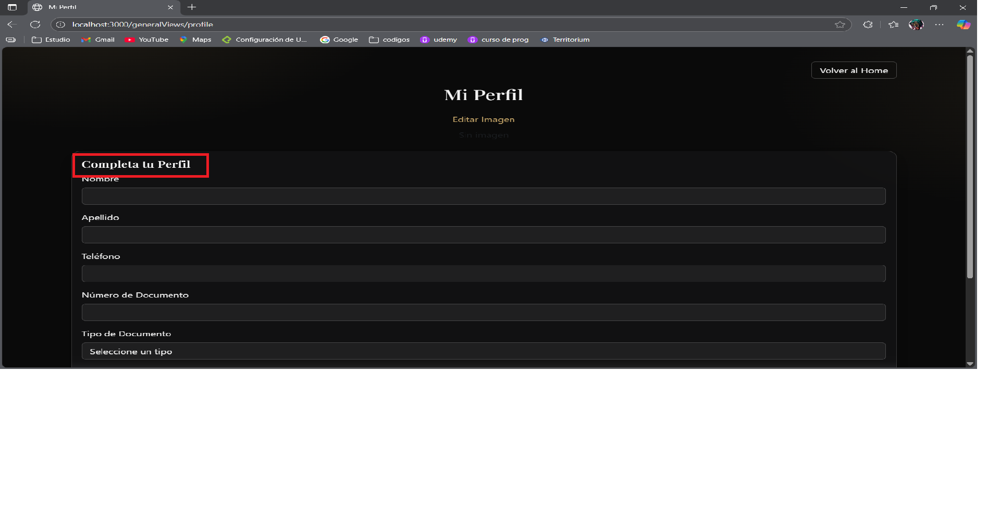 Mi Perfil
localhost:3000/generalViews/profile
Estudio Gmail YouTube Maps Configuración de U... Google codigos udemy curso de prog Territorium
Volver al Home
Mi Perfil
Editar Imagen
Sin imagen
Completa tu Perfil
Nombre
Apellido
Teléfono
Número de Documento
Tipo de Documento
Seleccione un tipo